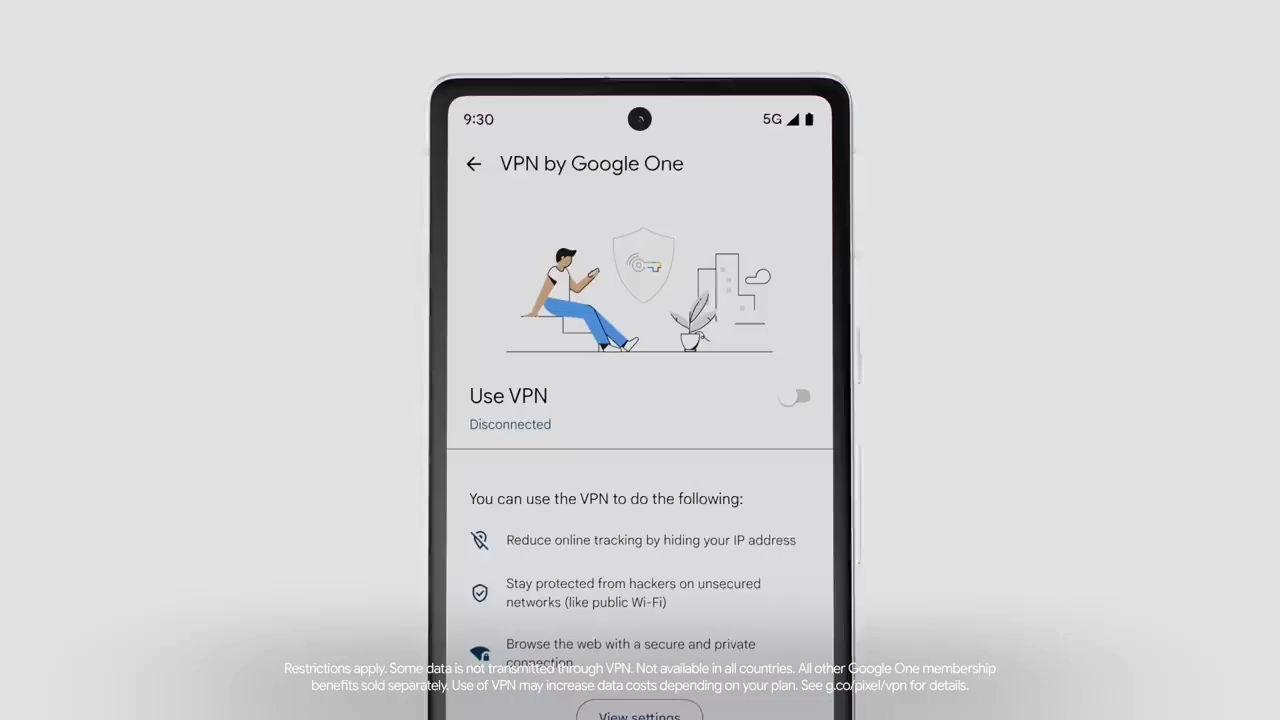 9:30
5G
VPN by Google One
Use VPN
Disconnected
You can use the VPN to do the following:
Reduce online tracking by hiding your IP address
Stay protected from hackers on unsecured
networks (like public Wi-Fi)
Browse the web with a secure and private
connection
Restrictions apply. Some data is not transmitted through VPN. Not available in all countries. All other Google One membership
benefits sold separately. Use of VPN may increase data costs depending on your plan. See g.co/pixel/vpn for details.
View settings